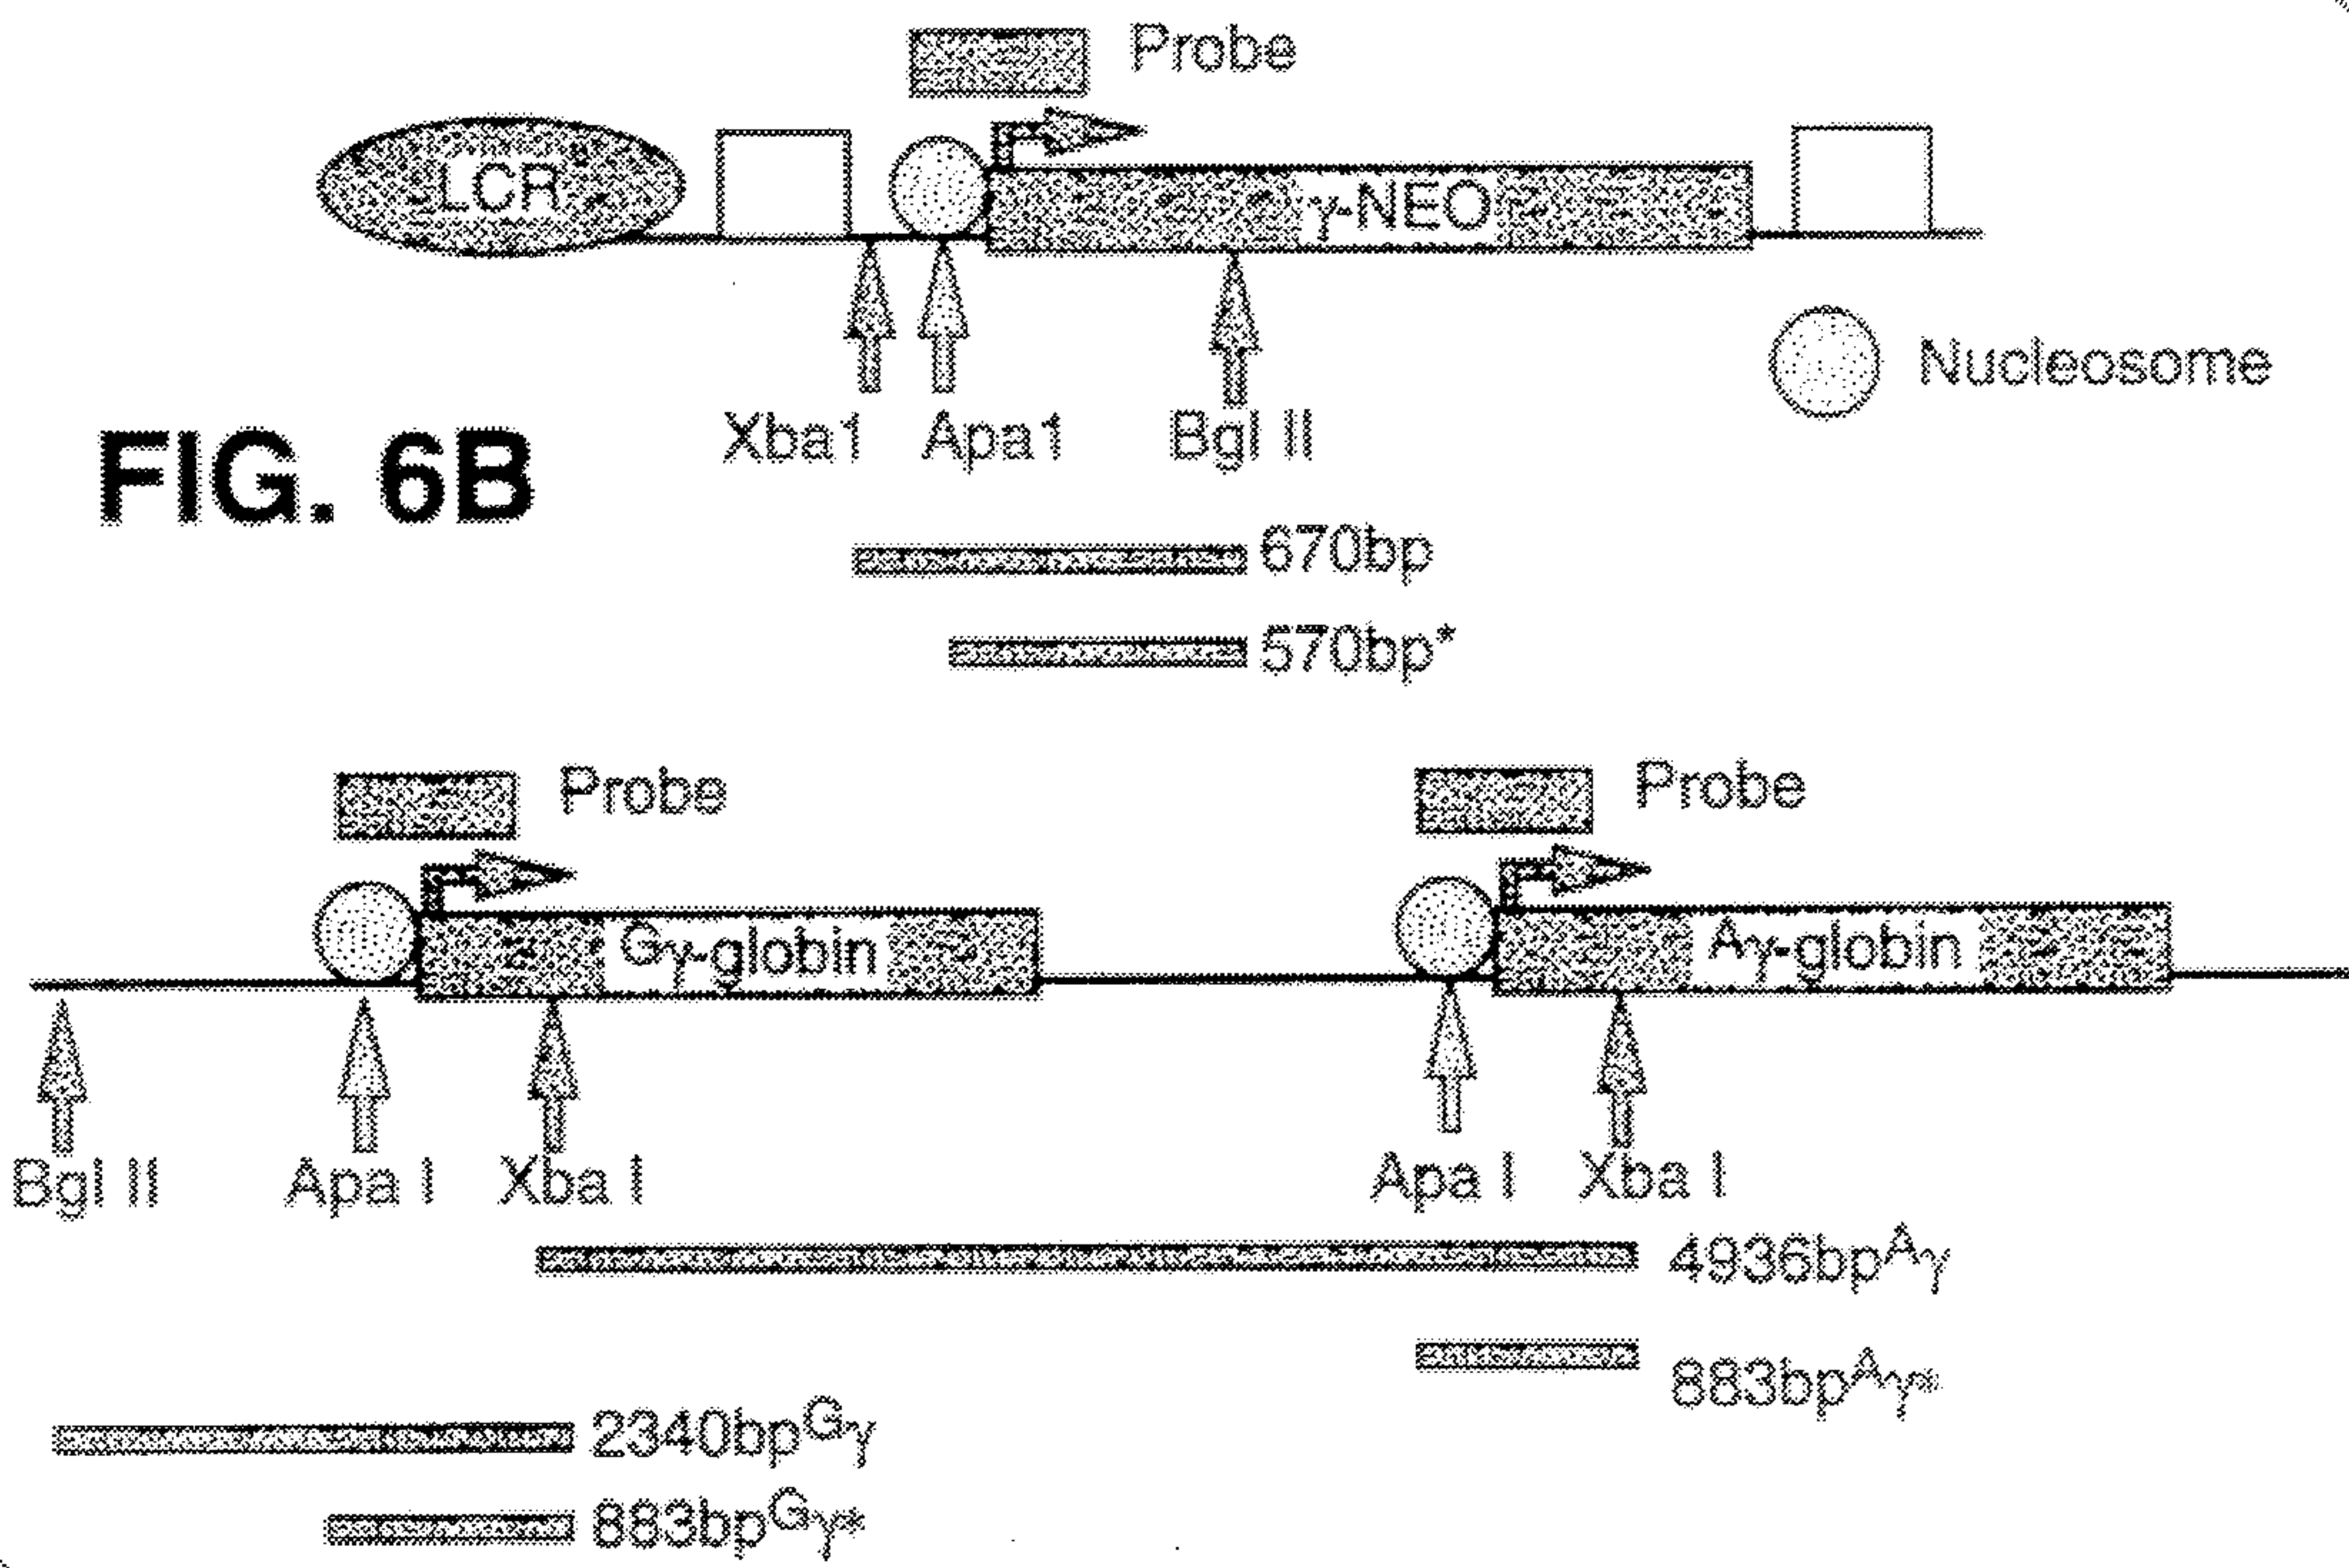 Probe
LCR
γ-NEO
Nucleosome
Xba1 Apa1 Bgl II
FIG. 6B
670bp
570bp*
Probe Probe
Gγ-globin Aγ-globin
Bgl II Apa I Xba I Apa I Xba I
4936bpAγ
883bpAγ*
2340bpGγ
883bpGγ*